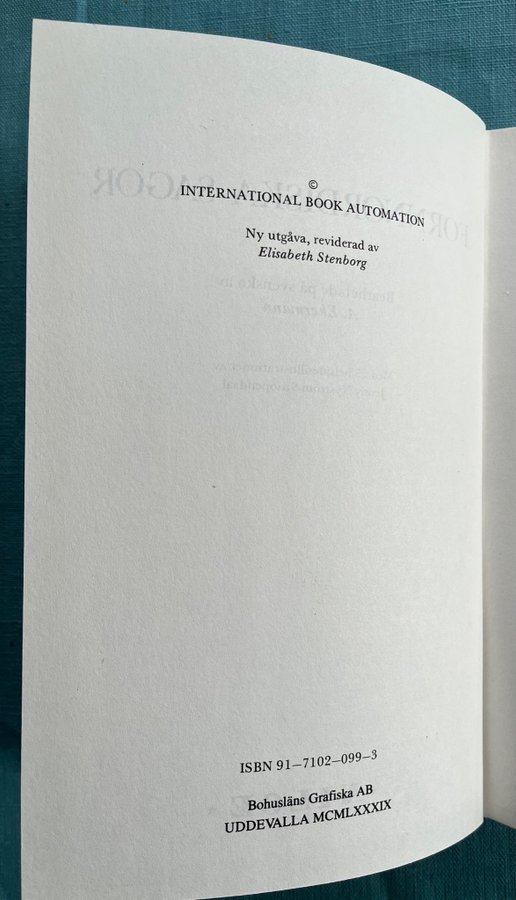 ©
INTERNATIONAL BOOK AUTOMATION
Ny utgåva, reviderad av
Elisabeth Stenborg
ISBN 91–7102–099–3
Bohusläns Grafiska AB
UDDEVALLA MCMLXXXIX